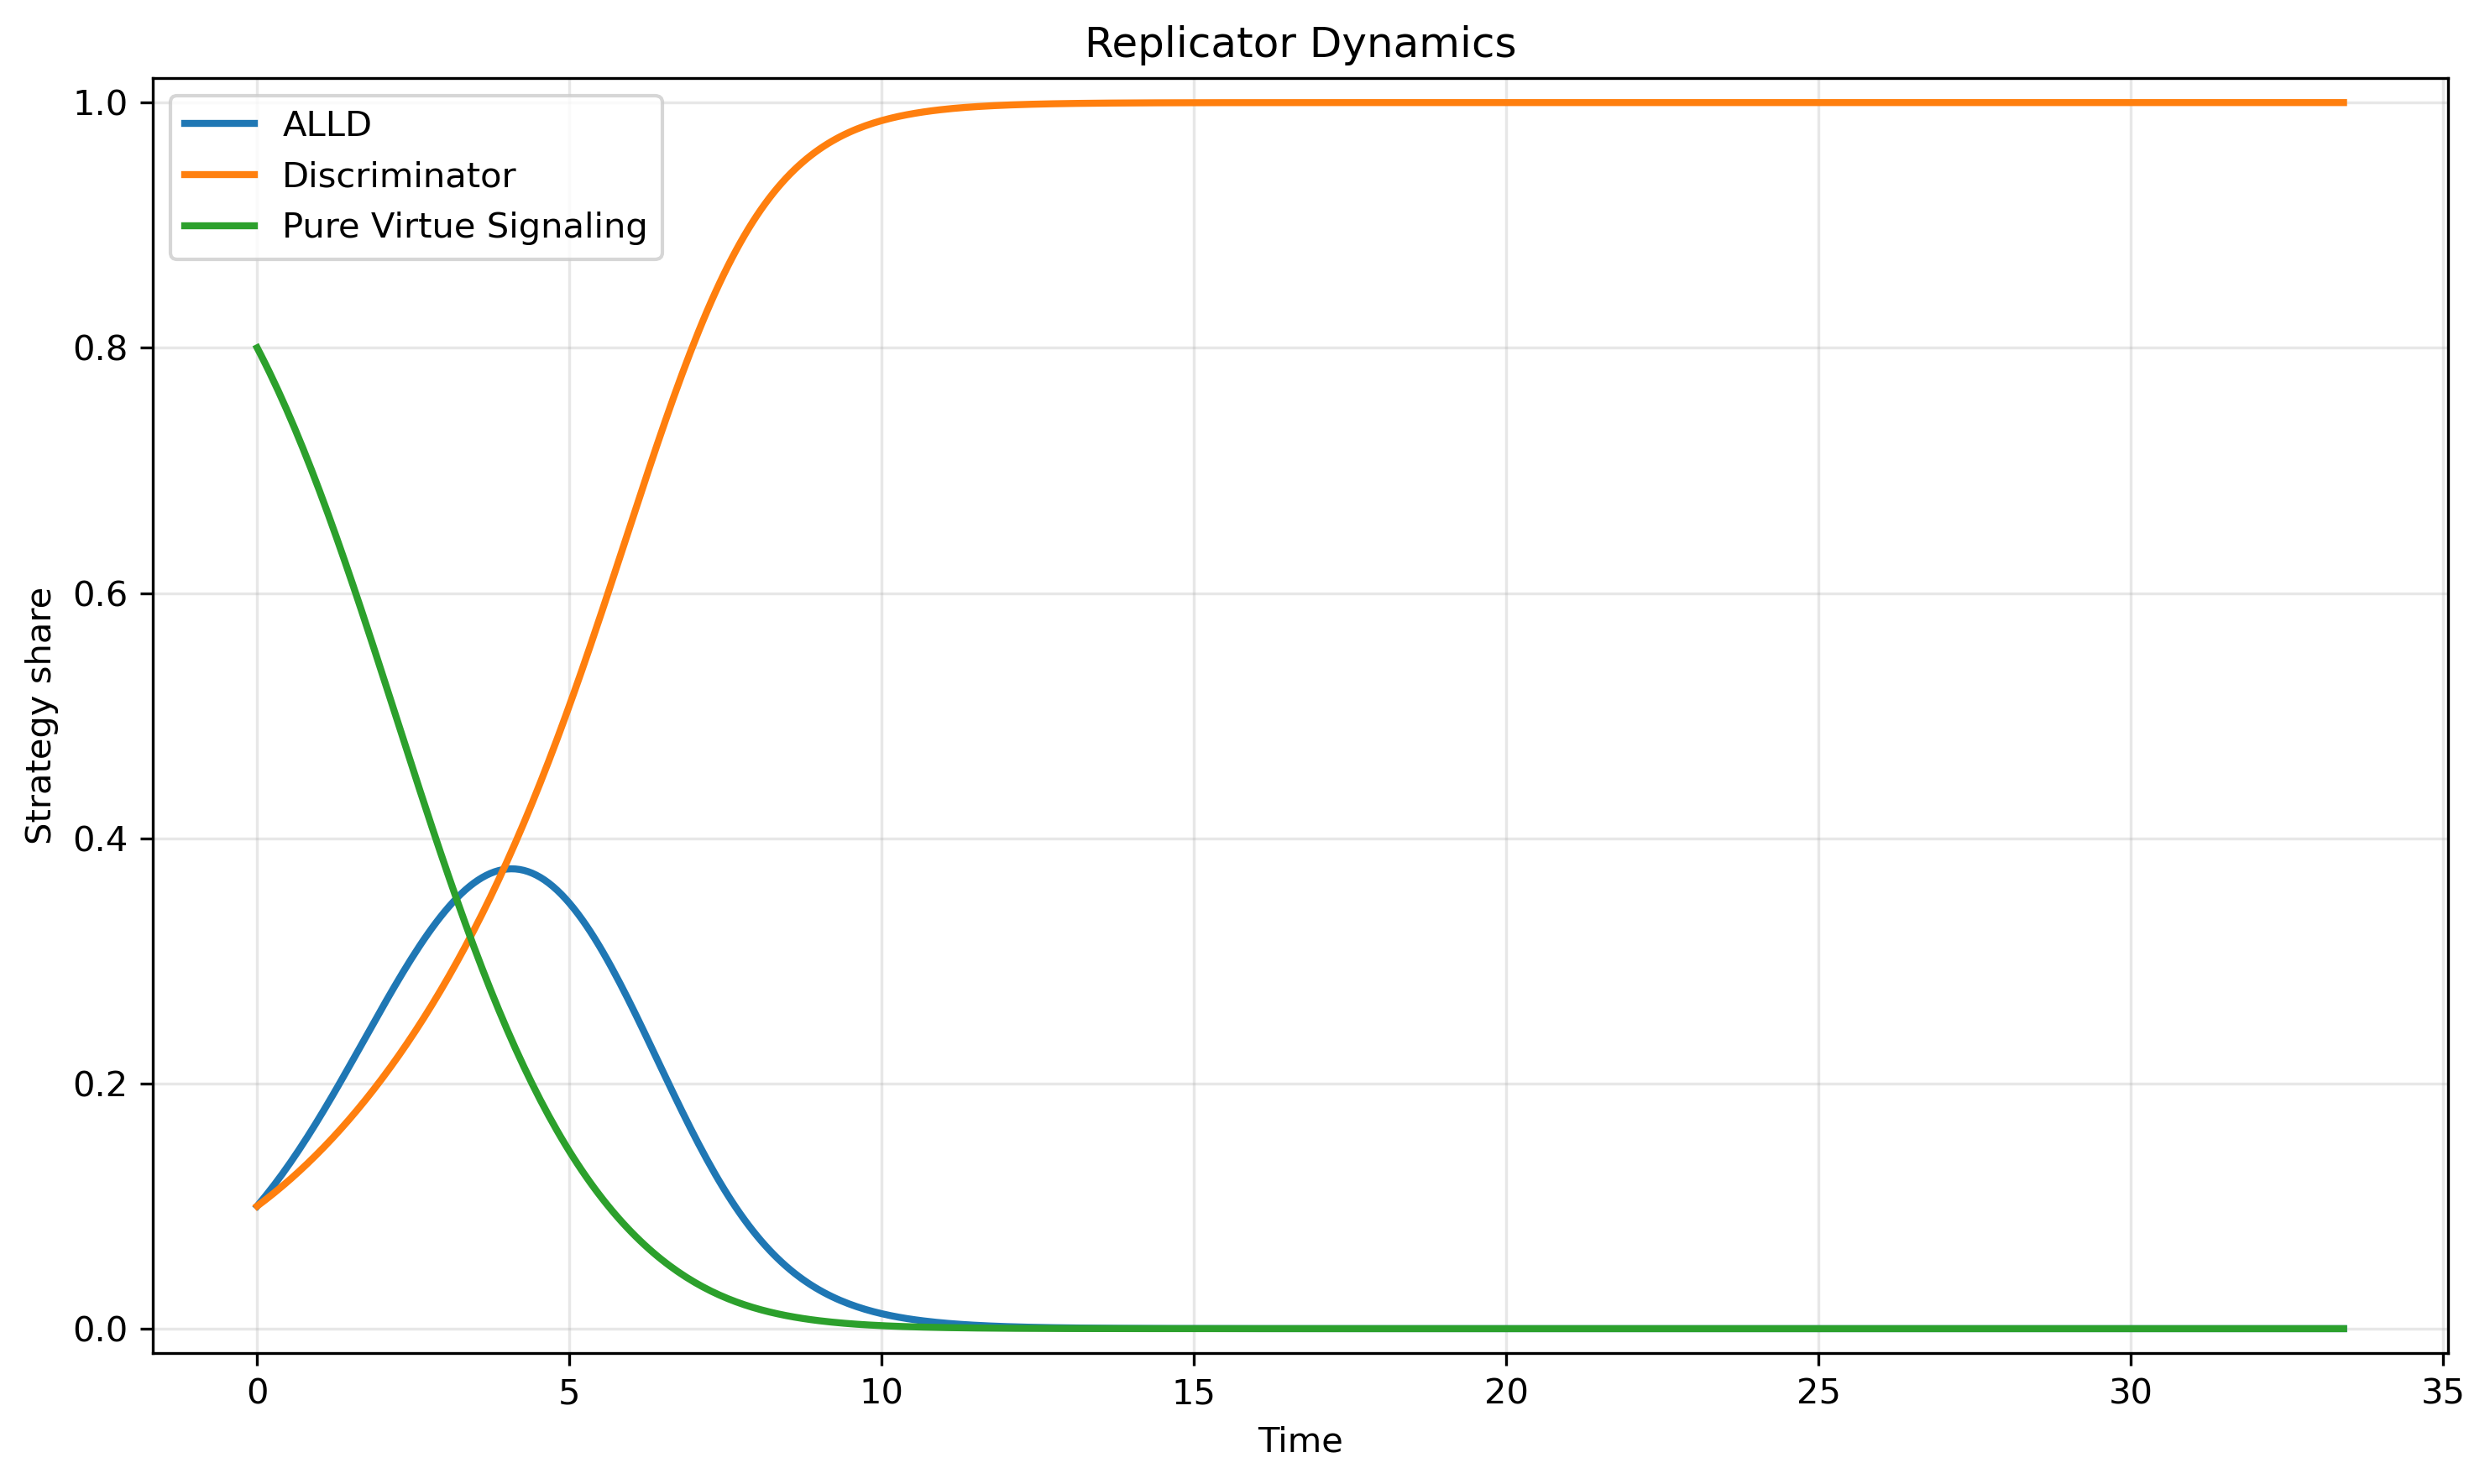 Replicator Dynamics
ALLD
Discriminator
Pure Virtue Signaling
1.0
0.8
0.6
0.4
0.2
0.0
Strategy share
0 5 10 15 20 25 30 35
Time